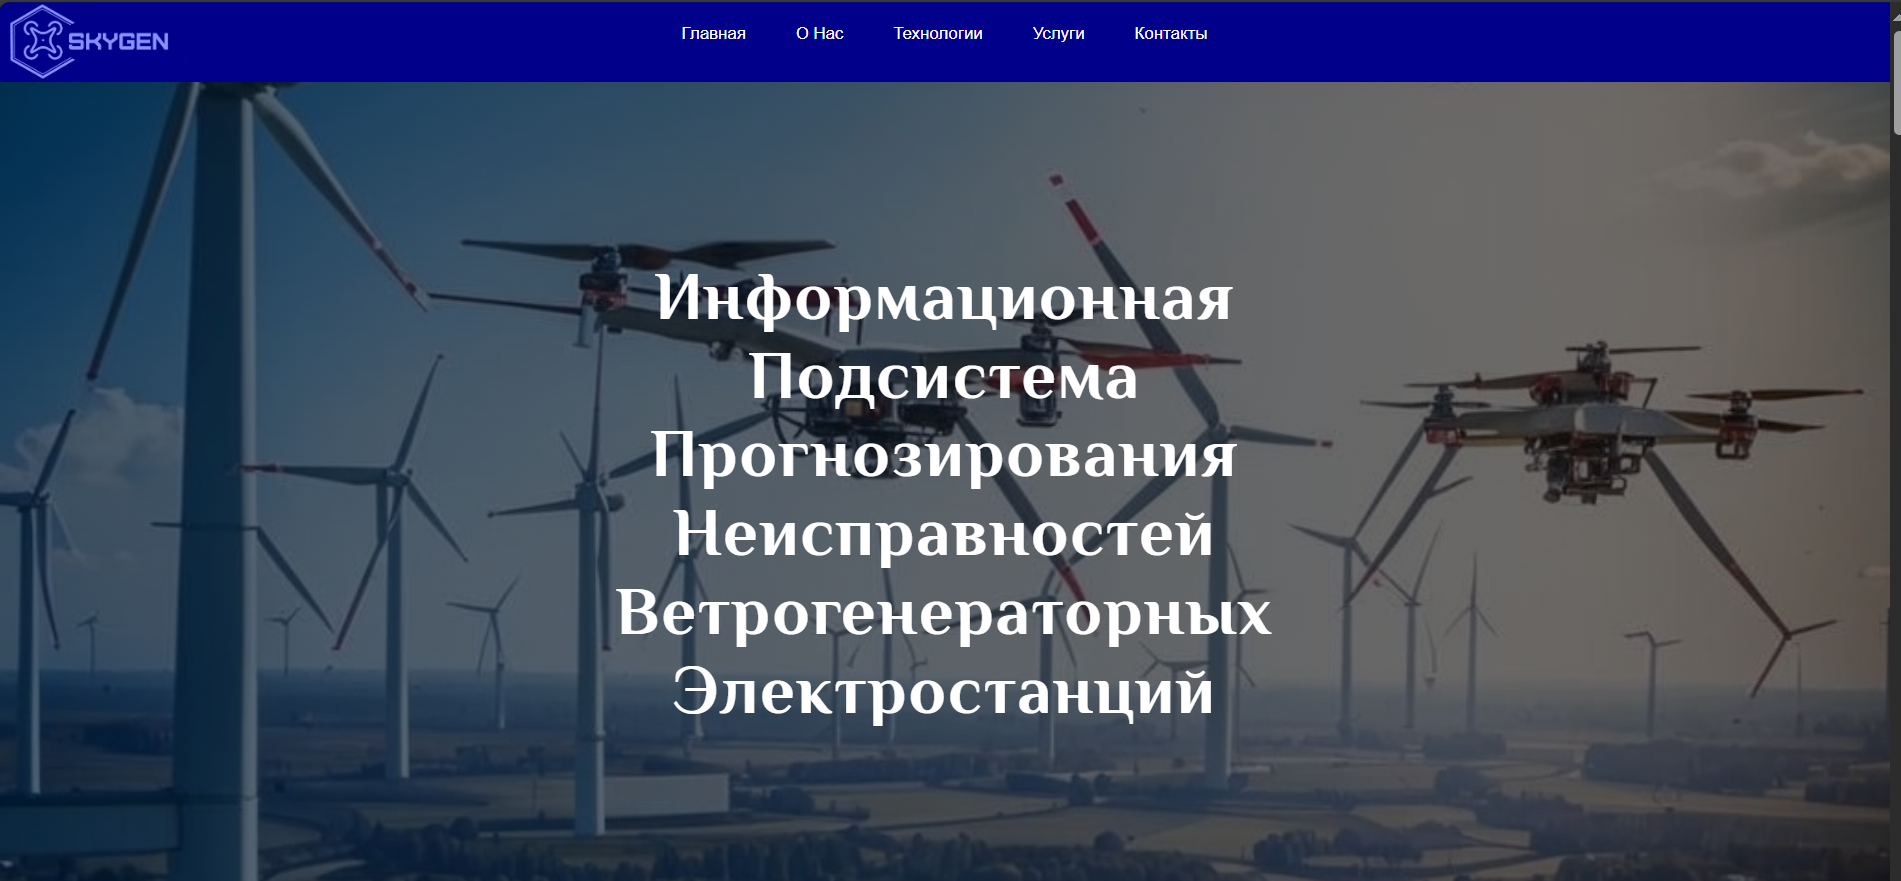 SKYGEN
Главная О Нас Технологии Услуги Контакты
Информационная
Подсистема
Прогнозирования
Неисправностей
Ветрогенераторных
Электростанций